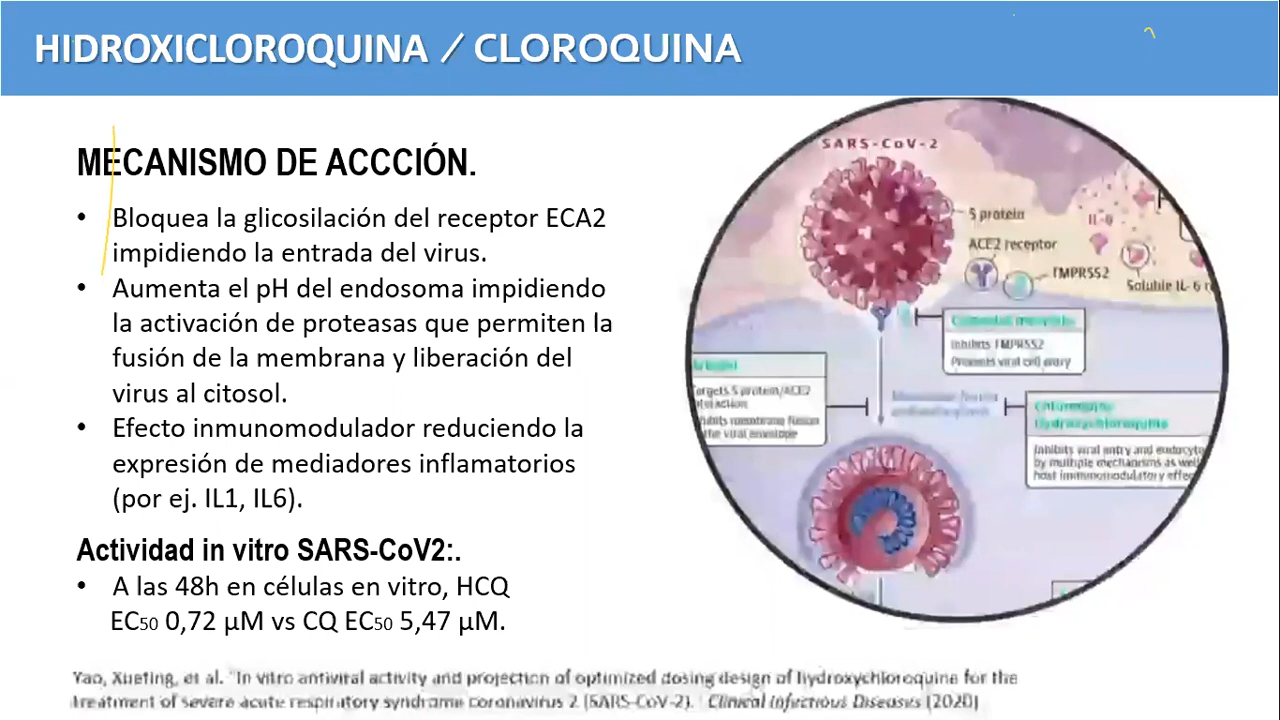 HIDROXICLOROQUINA / CLOROQUINA
MECANISMO DE ACCCIÓN.
• Bloquea la glicosilación del receptor ECA2
impidiendo la entrada del virus.
• Aumenta el pH del endosoma impidiendo
la activación de proteasas que permiten la
fusión de la membrana y liberación del
virus al citosol.
• Efecto inmunomodulador reduciendo la
expresión de mediadores inflamatorios
(por ej. IL1, IL6).
Actividad in vitro SARS-CoV2:.
• A las 48h en células en vitro, HCQ
EC50 0,72 µM vs CQ EC50 5,47 µM.
SARS-CoV-2
S protein
IL-6
ACE2 receptor
TMPRSS2
Soluble IL-6
Inhibits TMPRSS2
Prevents viral cell entry
targets S protein/ACE2
membrane fusion
the viral envelope
Chloroquine
Hydroxychloroquine
Inhibits viral entry and
by multiple mechanisms as well
host immunomodulatory
Yao, Xueting, et al. "In vitro antiviral activity and projection of optimized dosing design of hydroxychloroquine for the
treatment of severe acute respiratory syndrome coronavirus 2 (SARS-CoV-2). Clinical Infectious Diseases (2020)